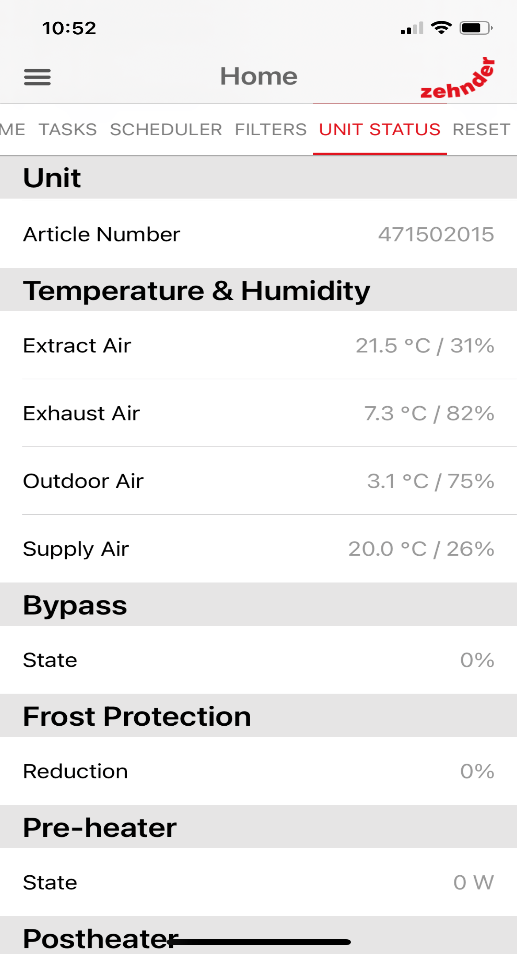 10:52
Home
zehnder
ME TASKS SCHEDULER FILTERS UNIT STATUS RESET
Unit
Article Number 471502015
Temperature & Humidity
Extract Air 21.5 °C / 31%
Exhaust Air 7.3 °C / 82%
Outdoor Air 3.1 °C / 75%
Supply Air 20.0 °C / 26%
Bypass
State 0%
Frost Protection
Reduction 0%
Pre-heater
State 0 W
Postheater